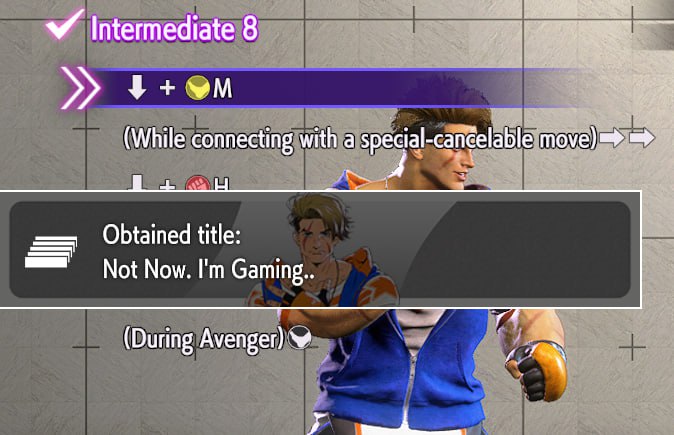 Intermediate 8
⬇ + M
(While connecting with a special-cancelable move) ➡ ➡
⬇ + H
Obtained title:
Not Now. I'm Gaming..
(During Avenger)